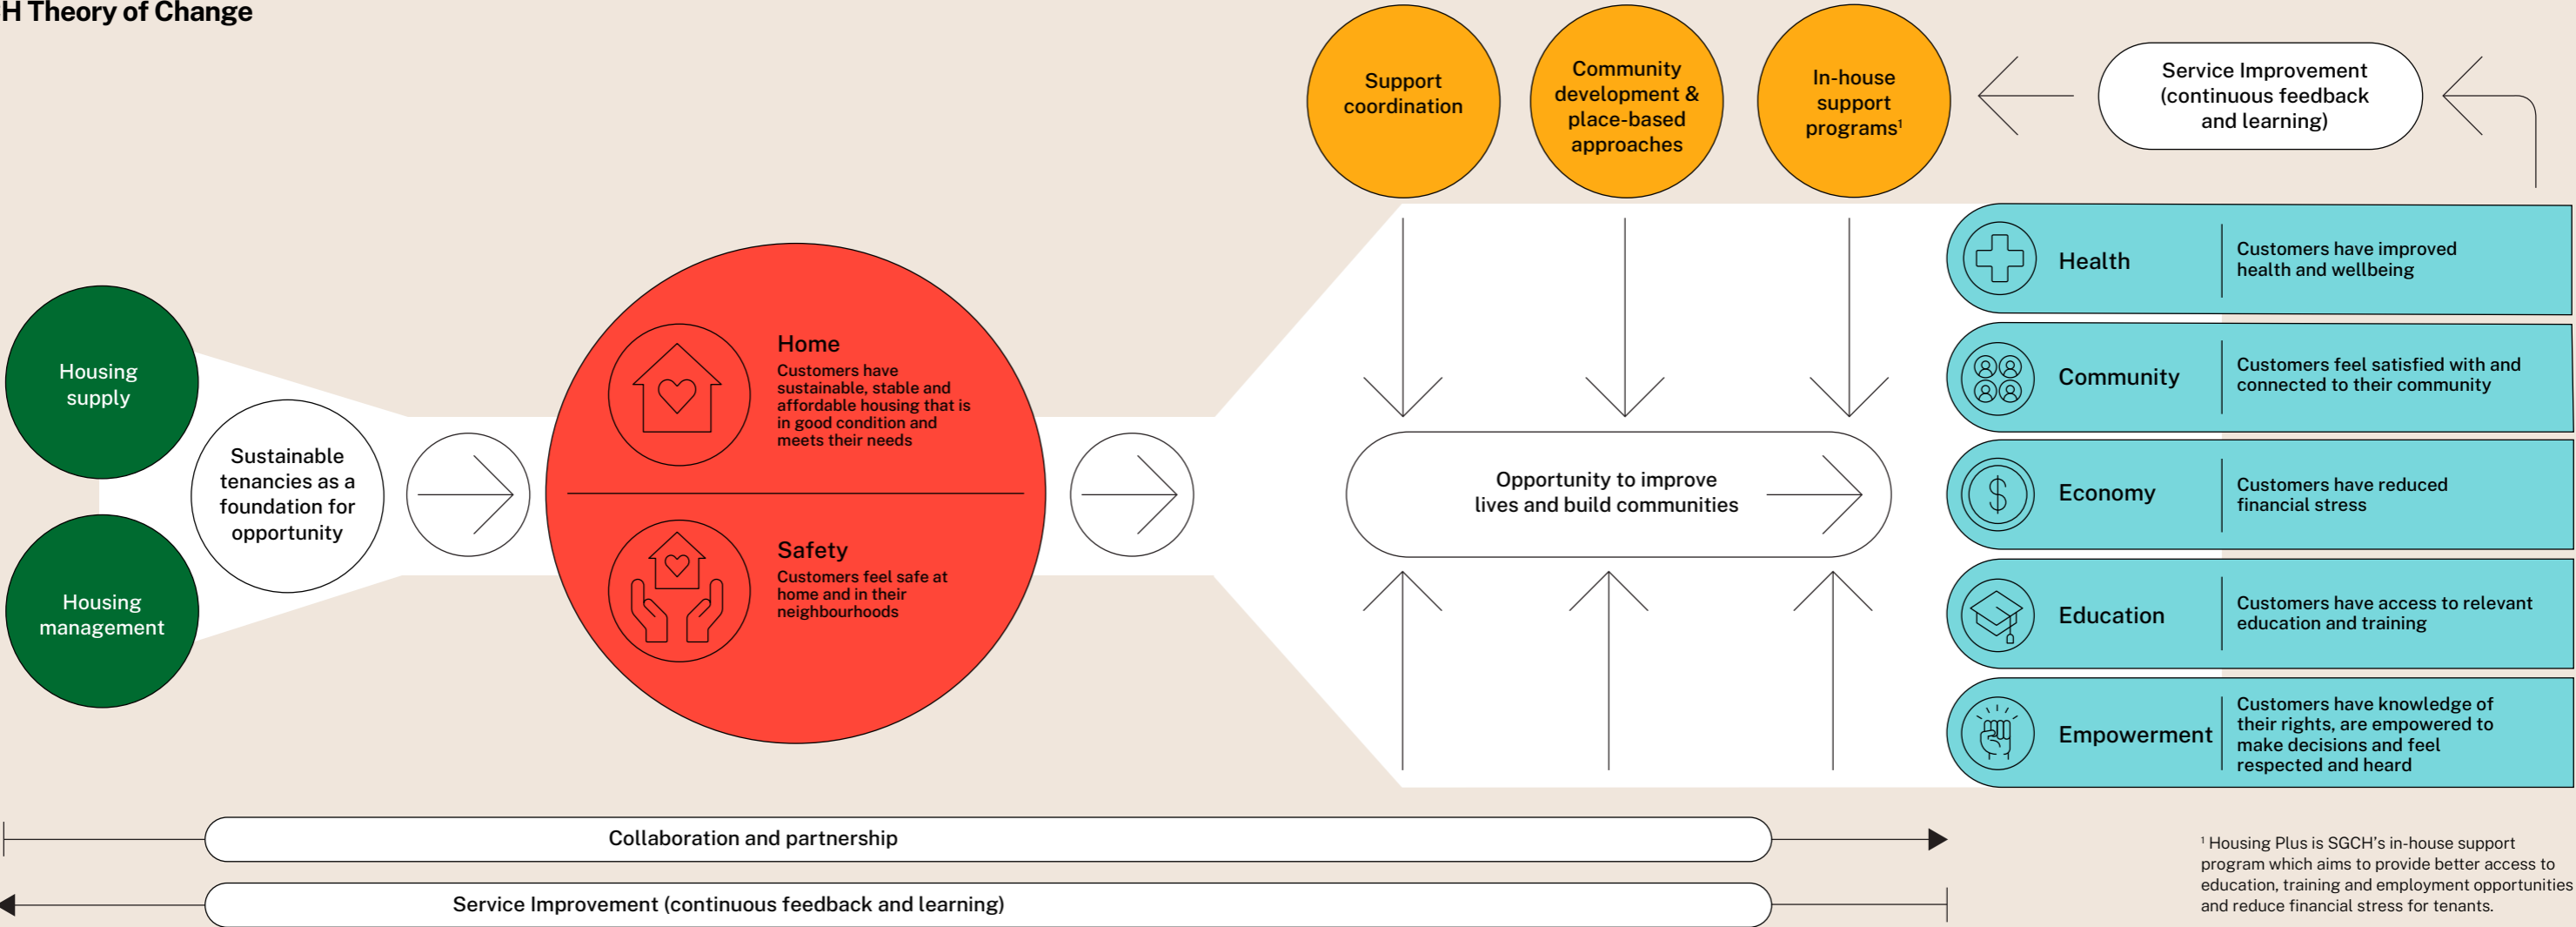 H Theory of Change
Support
coordination
Community
development &
place-based
approaches
In-house
support
programs¹
Service Improvement
(continuous feedback
and learning)
Housing
supply
Housing
management
Sustainable
tenancies as a
foundation for
opportunity
Home
Customers have
sustainable, stable and
affordable housing that is
in good condition and
meets their needs
Safety
Customers feel safe at
home and in their
neighbourhoods
Opportunity to improve
lives and build communities
Health
Customers have improved
health and wellbeing
Community
Customers feel satisfied with and
connected to their community
Economy
Customers have reduced
financial stress
Education
Customers have access to relevant
education and training
Empowerment
Customers have knowledge of
their rights, are empowered to
make decisions and feel
respected and heard
Collaboration and partnership
Service Improvement (continuous feedback and learning)
¹ Housing Plus is SGCH's in-house support
program which aims to provide better access to
education, training and employment opportunities
and reduce financial stress for tenants.